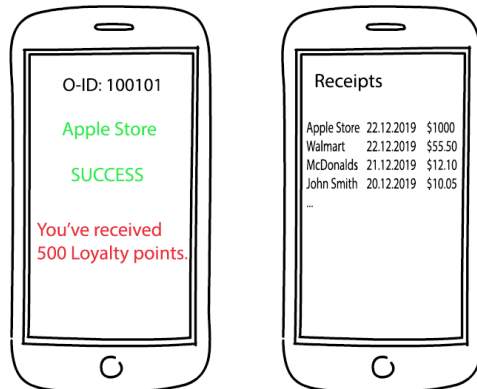 O-ID: 100101
Apple Store
SUCCESS
You've received
500 Loyalty points.
Receipts
Apple Store 22.12.2019 $1000
Walmart 22.12.2019 $55.50
McDonalds 21.12.2019 $12.10
John Smith 20.12.2019 $10.05
...